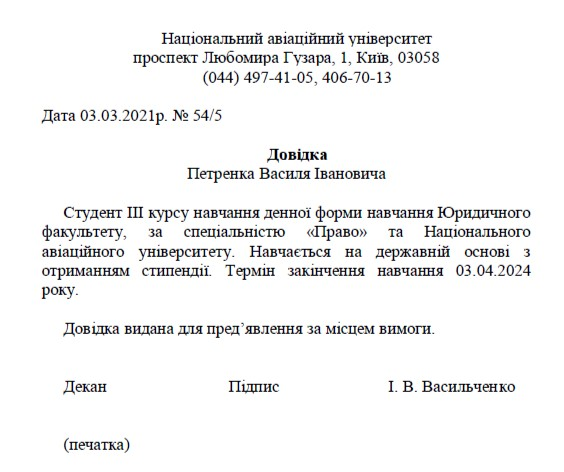 Національний авіаційний університет
проспект Любомира Гузара, 1, Київ, 03058
(044) 497-41-05, 406-70-13
Дата 03.03.2021р. № 54/5
Довідка
Петренка Василя Івановича
Студент ІІІ курсу навчання денної форми навчання Юридичного
факультету, за спеціальністю «Право» та Національного
авіаційного університету. Навчається на державній основі з
отриманням стипендії. Термін закінчення навчання 03.04.2024
року.
Довідка видана для пред’явлення за місцем вимоги.
Декан Підпис І. В. Васильченко
(печатка)